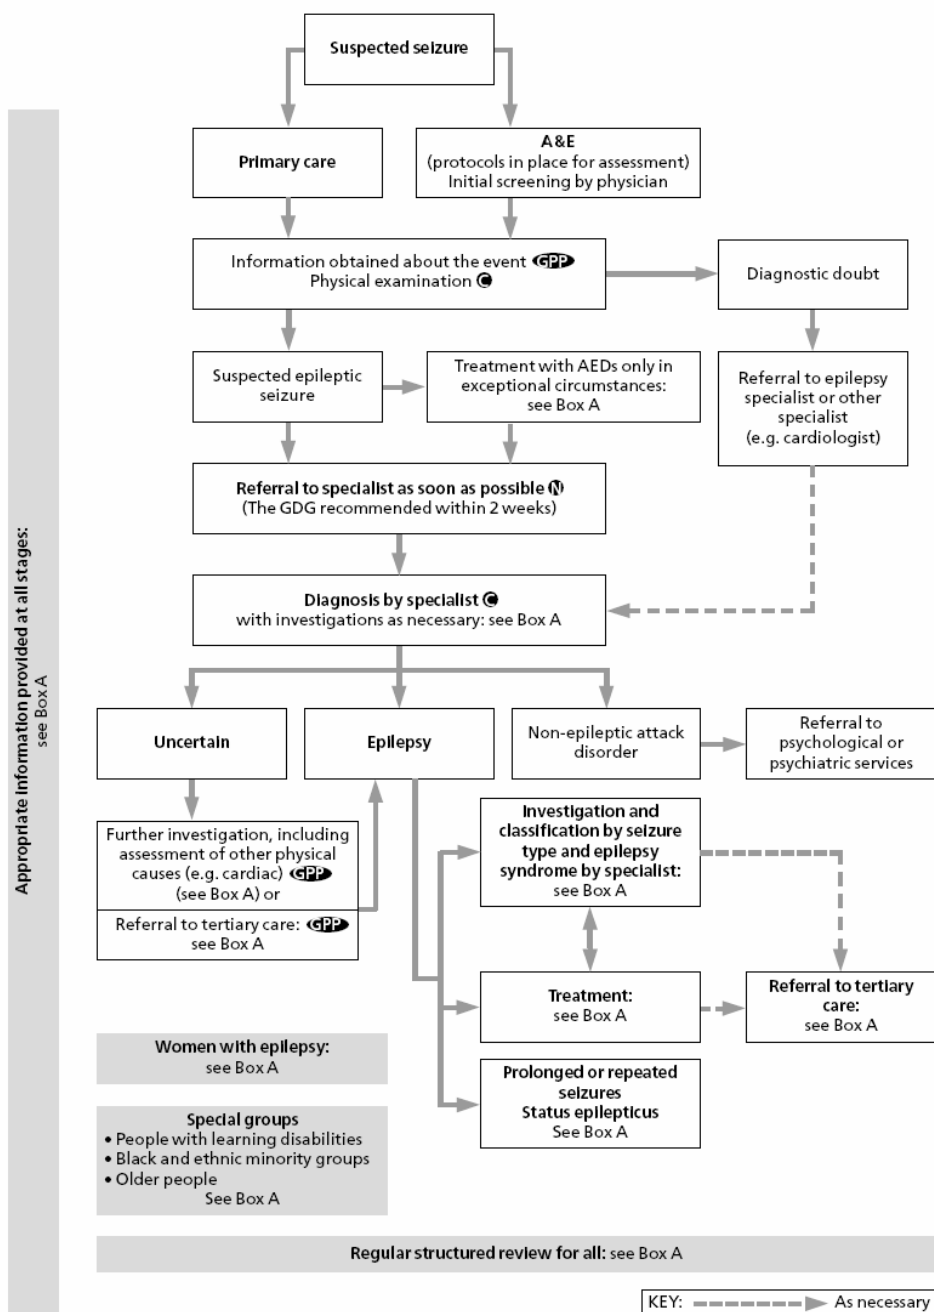 Suspected seizure
Primary care
A&E
(protocols in place for assessment)
Initial screening by physician
Information obtained about the event GPP
Physical examination C
Diagnostic doubt
Suspected epileptic
seizure
Treatment with AEDs only in
exceptional circumstances:
see Box A
Referral to epilepsy
specialist or other
specialist
(e.g. cardiologist)
Referral to specialist as soon as possible N
(The GDG recommended within 2 weeks)
Diagnosis by specialist C
with investigations as necessary: see Box A
Uncertain
Epilepsy
Non-epileptic attack
disorder
Referral to
psychological or
psychiatric services
Further investigation, including
assessment of other physical
causes (e.g. cardiac) GPP
(see Box A) or
Referral to tertiary care: GPP
see Box A
Investigation and
classification by seizure
type and epilepsy
syndrome by specialist:
see Box A
Treatment:
see Box A
Referral to tertiary
care:
see Box A
Prolonged or repeated
seizures
Status epilepticus
See Box A
Women with epilepsy:
see Box A
Special groups
• People with learning disabilities
• Black and ethnic minority groups
• Older people
See Box A
Regular structured review for all: see Box A
Appropriate information provided at all stages:
see Box A
KEY: As necessary